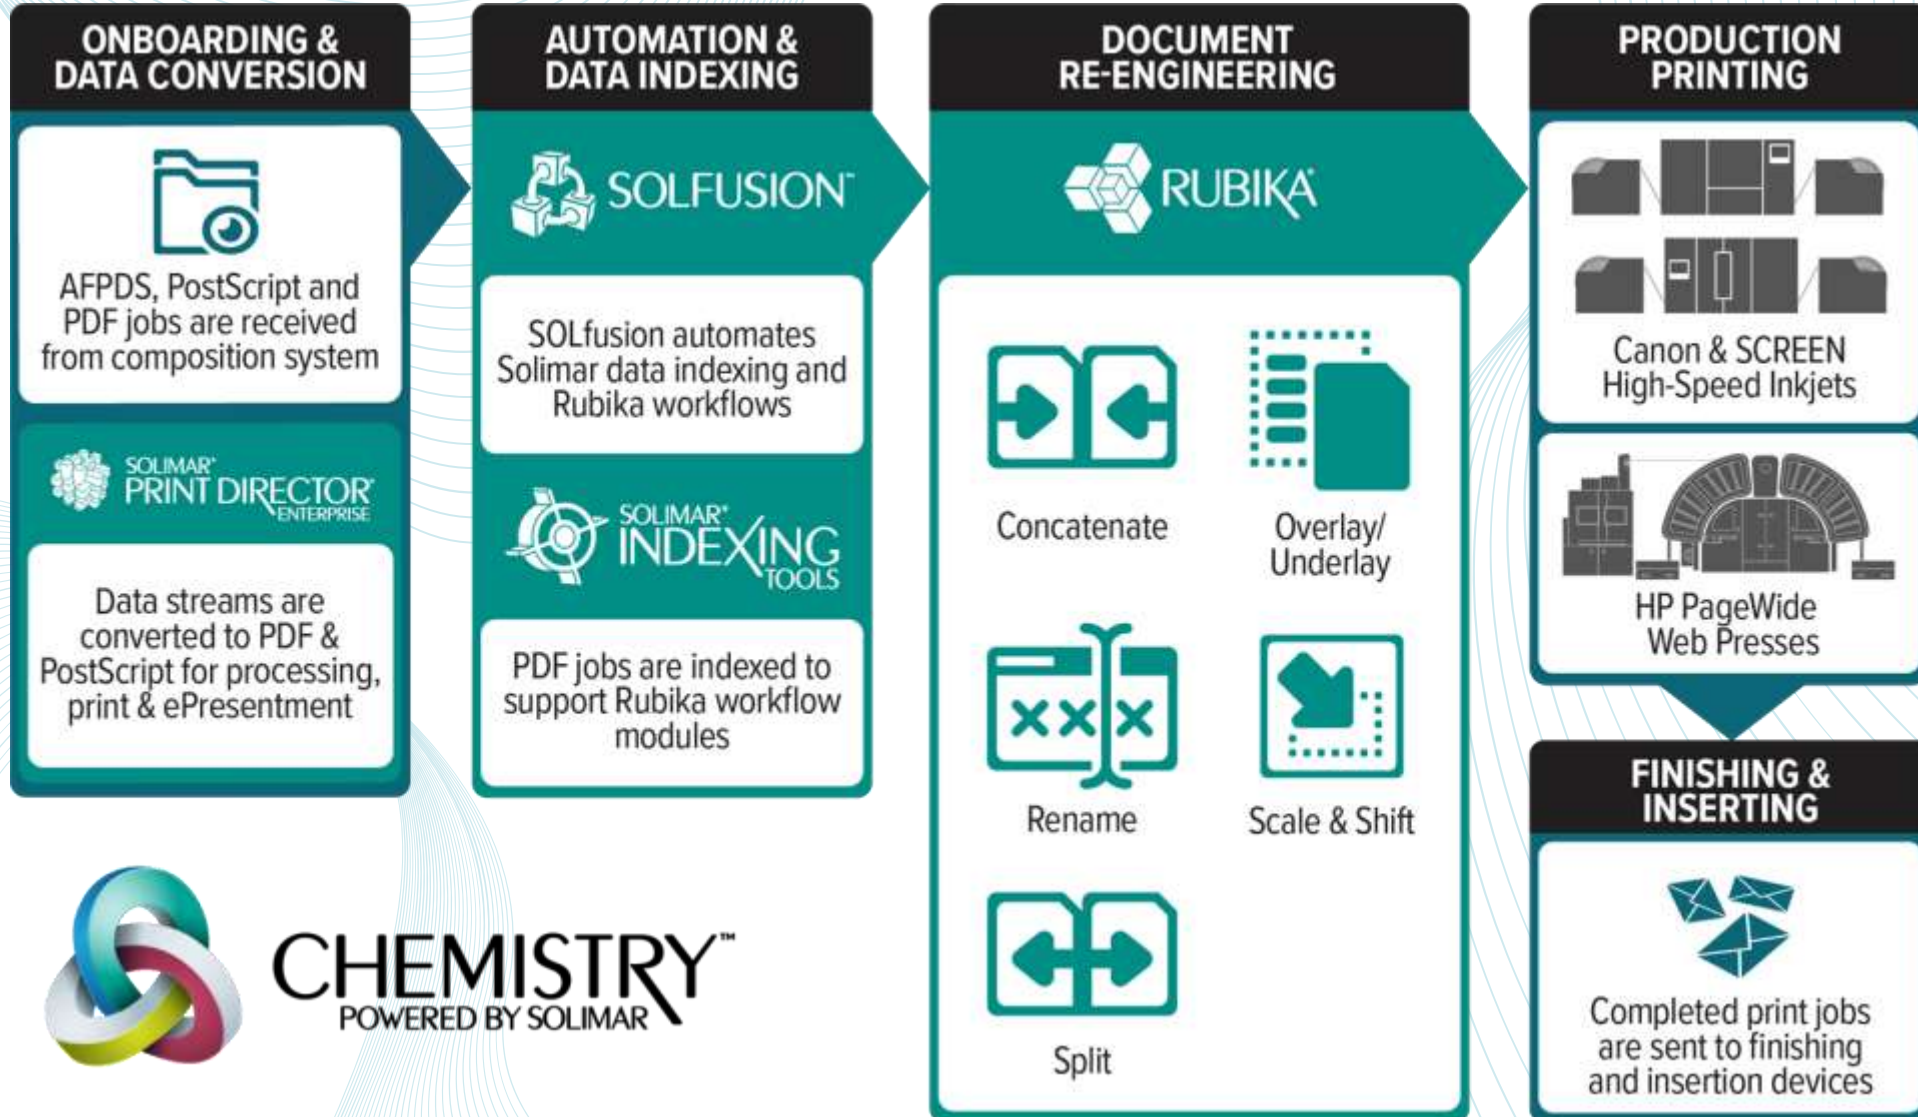 ONBOARDING &
DATA CONVERSION
AFPDS, PostScript and
PDF jobs are received
from composition system
SOLIMAR®
PRINT DIRECTOR®
ENTERPRISE
Data streams are
converted to PDF &
PostScript for processing,
print & ePresentment
AUTOMATION &
DATA INDEXING
SOLFUSION™
SOLfusion automates
Solimar data indexing and
Rubika workflows
SOLIMAR®
INDEXING
TOOLS
PDF jobs are indexed to
support Rubika workflow
modules
DOCUMENT
RE-ENGINEERING
RUBIKA®
Concatenate
Overlay/
Underlay
Rename
Scale & Shift
Split
PRODUCTION
PRINTING
Canon & SCREEN
High-Speed Inkjets
HP PageWide
Web Presses
FINISHING &
INSERTING
Completed print jobs
are sent to finishing
and insertion devices
CHEMISTRY™
POWERED BY SOLIMAR